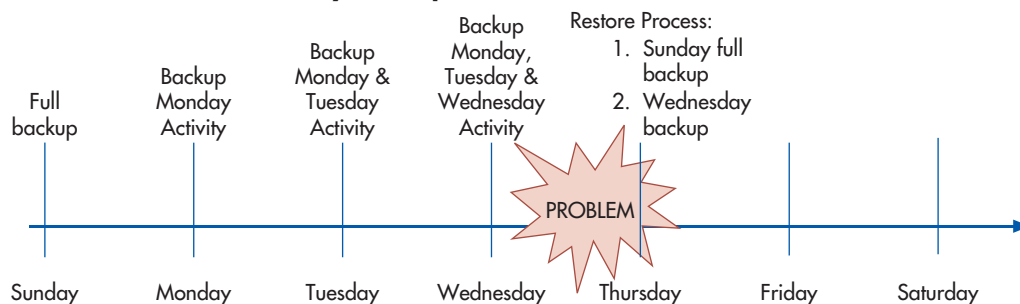 Full
backup
Backup
Monday
Activity
Backup
Monday &
Tuesday
Activity
Backup
Monday,
Tuesday &
Wednesday
Activity
Restore Process:
1. Sunday full
backup
2. Wednesday
backup
PROBLEM
Sunday
Monday
Tuesday
Wednesday
Thursday
Friday
Saturday